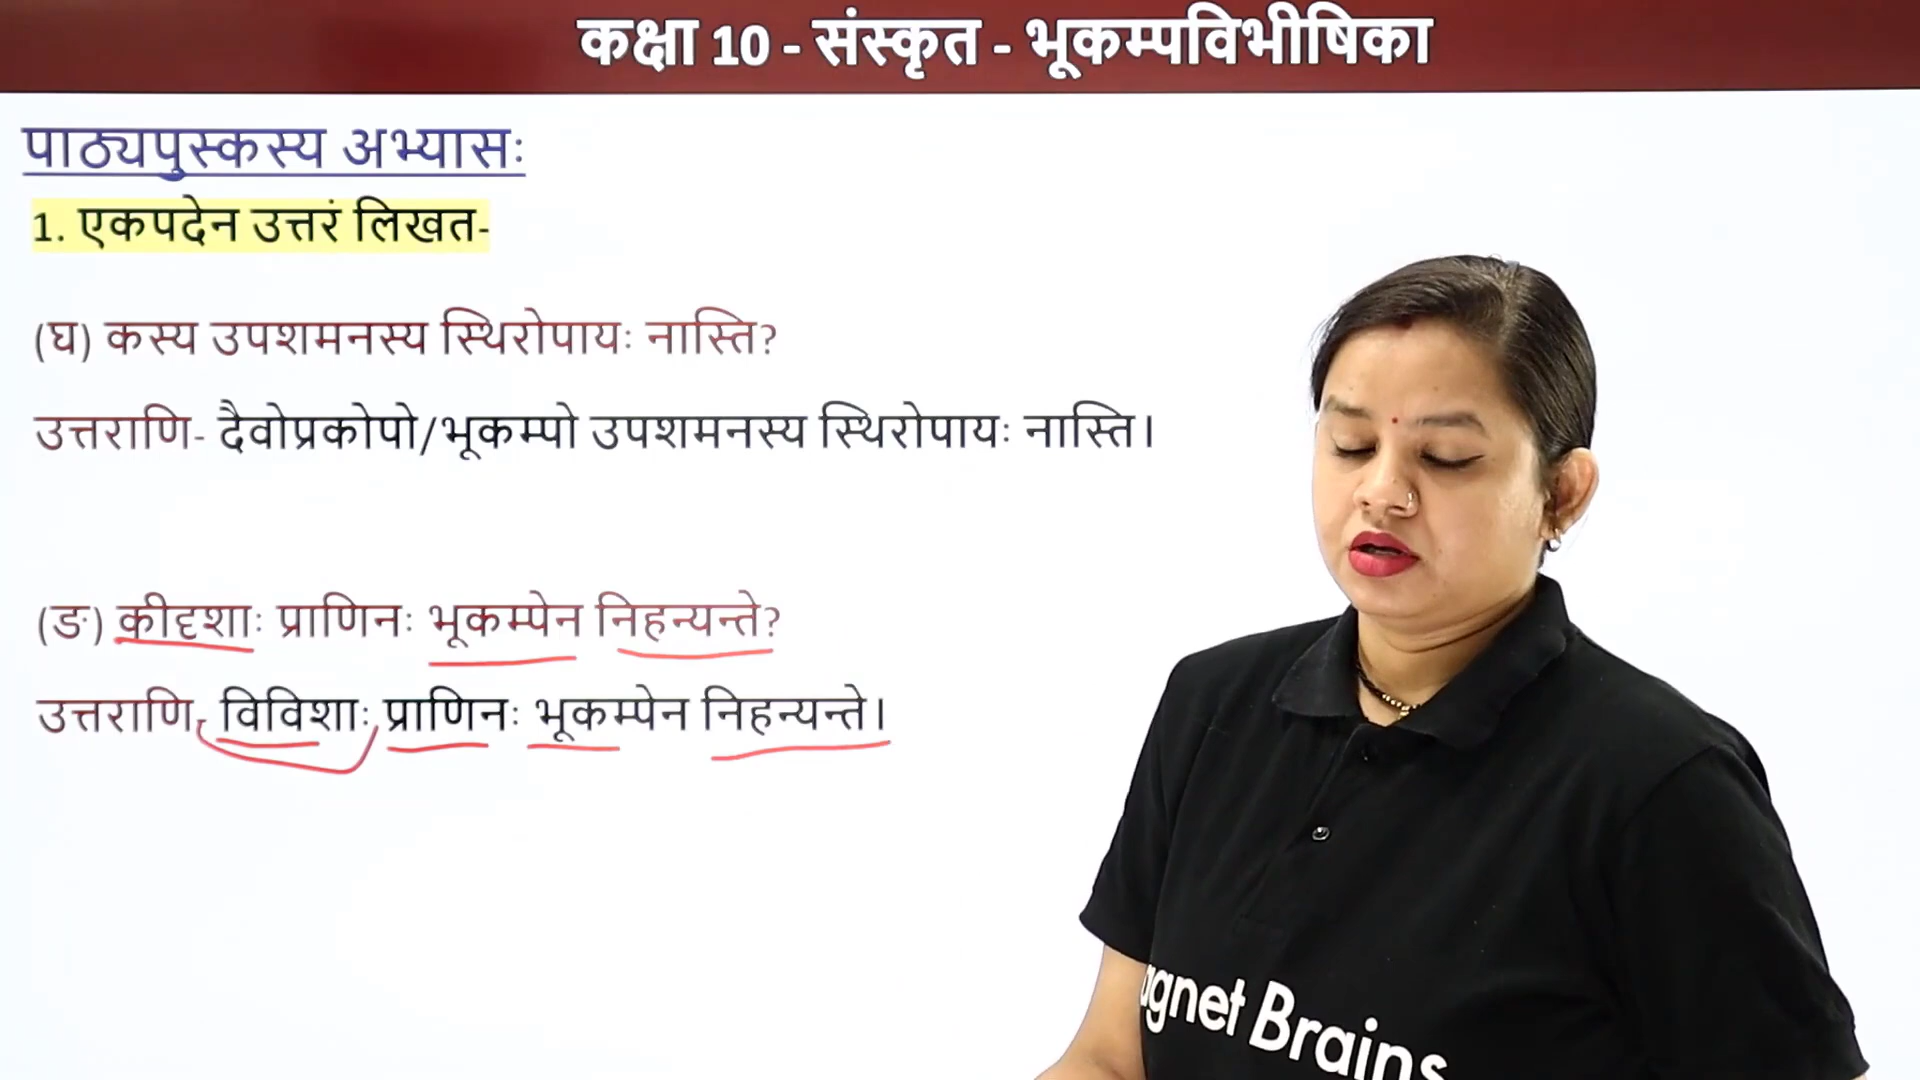 कक्षा 10 - संस्कृत - भूकम्पविभीषिका
पाठ्यपुस्कस्य अभ्यासः
1. एकपदेन उत्तरं लिखत-
(घ) कस्य उपशमनस्य स्थिरोपायः नास्ति?
उत्तराणि- दैवोप्रकोपो/भूकम्पो उपशमनस्य स्थिरोपायः नास्ति।
(ङ) कीदृशाः प्राणिनः भूकम्पेन निहन्यन्ते?
उत्तराणि- विविशाः प्राणिनः भूकम्पेन निहन्यन्ते।
agnet Brains